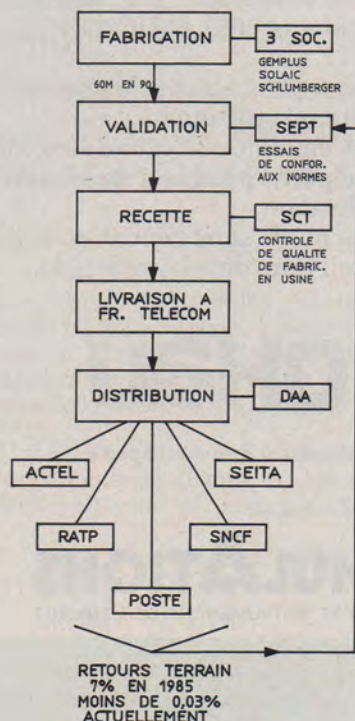 FABRICATION
3 SOC.
GEMPLUS
SOLAIC
SCHLUMBERGER
60M EN 90
VALIDATION
SEPT
ESSAIS
DE CONFOR.
AUX NORMES
RECETTE
SCT
CONTROLE
DE QUALITE
DE FABRIC.
EN USINE
LIVRAISON A
FR. TELECOM
DISTRIBUTION
DAA
ACTEL
SEITA
RATP
SNCF
POSTE
RETOURS TERRAIN
7% EN 1985
MOINS DE 0,03%
ACTUELLEMENT